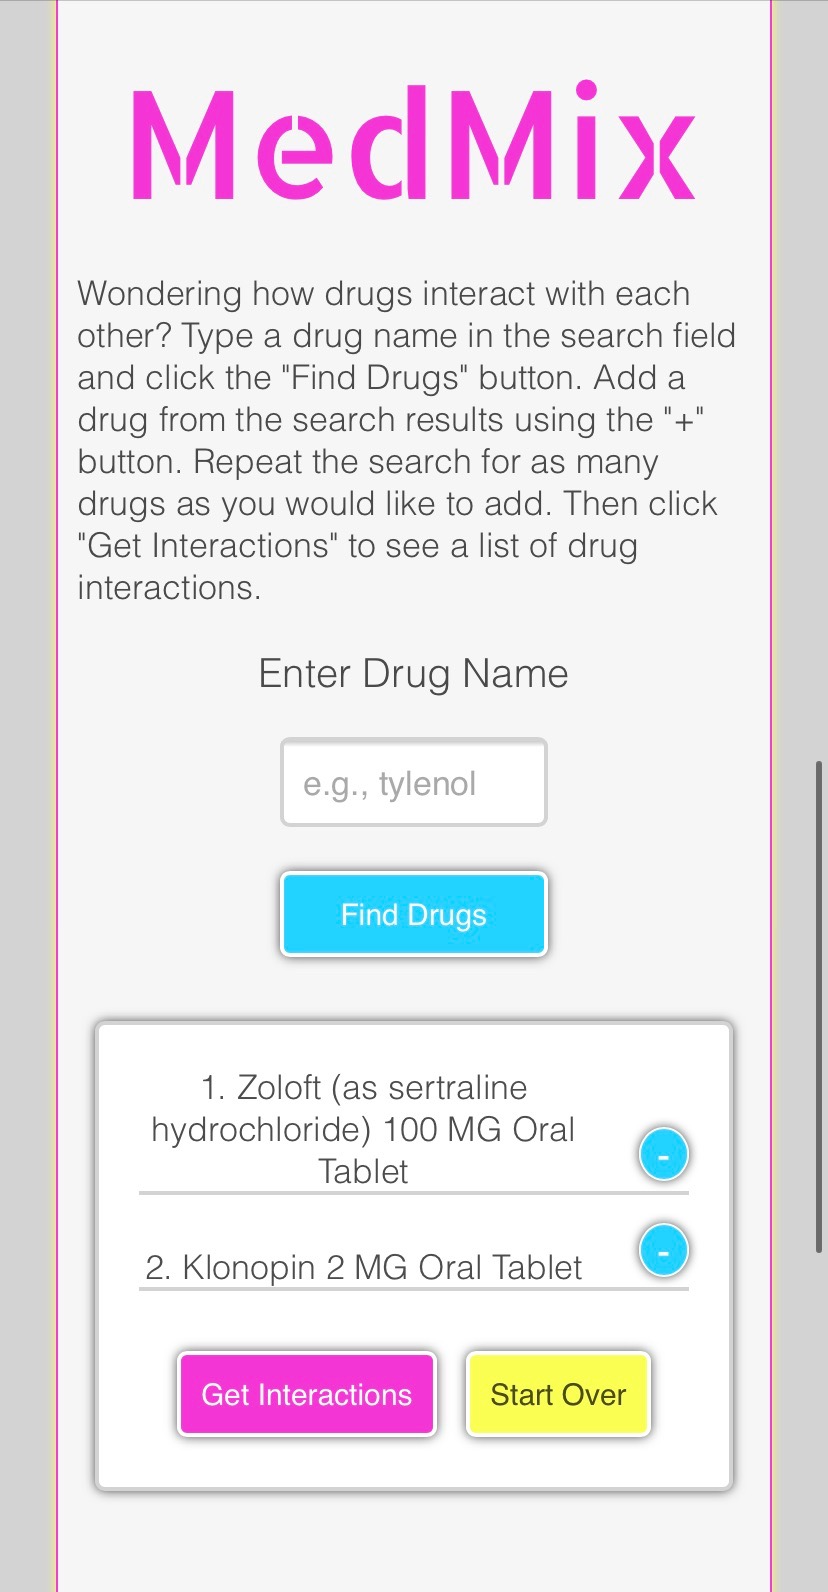 MedMix
Wondering how drugs interact with each
other? Type a drug name in the search field
and click the "Find Drugs" button. Add a
drug from the search results using the "+"
button. Repeat the search for as many
drugs as you would like to add. Then click
"Get Interactions" to see a list of drug
interactions.
Enter Drug Name
e.g., tylenol
Find Drugs
1. Zoloft (as sertraline
hydrochloride) 100 MG Oral
Tablet
-
2. Klonopin 2 MG Oral Tablet
-
Get Interactions
Start Over